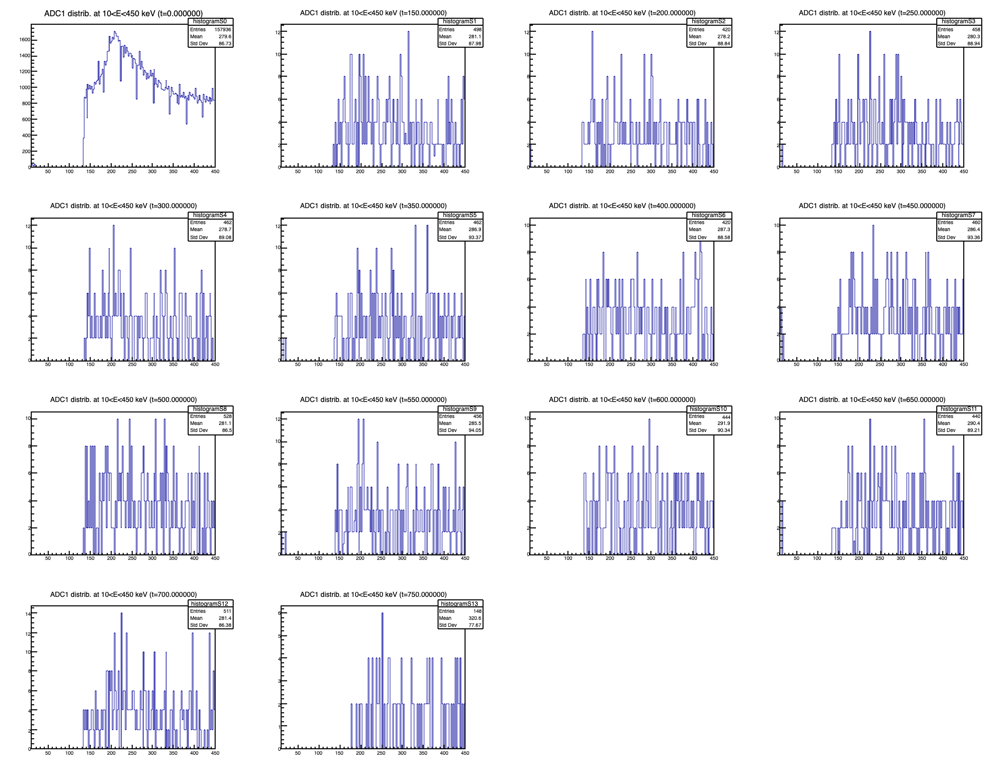 ADC1 distrib. at 10<E<450 keV (t=0.000000)
histogramS0
Entries 157936
Mean 279.6
Std Dev 86.73
ADC1 distrib. at 10<E<450 keV (t=150.000000)
histogramS1
Entries 498
Mean 281.1
Std Dev 87.98
ADC1 distrib. at 10<E<450 keV (t=200.000000)
histogramS2
Entries 420
Mean 278.2
Std Dev 88.84
ADC1 distrib. at 10<E<450 keV (t=250.000000)
histogramS3
Entries 458
Mean 280.3
Std Dev 88.94
ADC1 distrib. at 10<E<450 keV (t=300.000000)
histogramS4
Entries 462
Mean 278.7
Std Dev 89.08
ADC1 distrib. at 10<E<450 keV (t=350.000000)
histogramS5
Entries 462
Mean 286.9
Std Dev 93.37
ADC1 distrib. at 10<E<450 keV (t=400.000000)
histogramS6
Entries 420
Mean 287.3
Std Dev 88.58
ADC1 distrib. at 10<E<450 keV (t=450.000000)
histogramS7
Entries 460
Mean 286.4
Std Dev 93.36
ADC1 distrib. at 10<E<450 keV (t=500.000000)
histogramS8
Entries 528
Mean 281.1
Std Dev 86.5
ADC1 distrib. at 10<E<450 keV (t=550.000000)
histogramS9
Entries 456
Mean 285.5
Std Dev 94.05
ADC1 distrib. at 10<E<450 keV (t=600.000000)
histogramS10
Entries 444
Mean 291.9
Std Dev 90.34
ADC1 distrib. at 10<E<450 keV (t=650.000000)
histogramS11
Entries 440
Mean 290.4
Std Dev 89.21
ADC1 distrib. at 10<E<450 keV (t=700.000000)
histogramS12
Entries 511
Mean 281.4
Std Dev 86.36
ADC1 distrib. at 10<E<450 keV (t=750.000000)
histogramS13
Entries 148
Mean 320.6
Std Dev 77.67
50 100 150 200 250 300 350 400 450